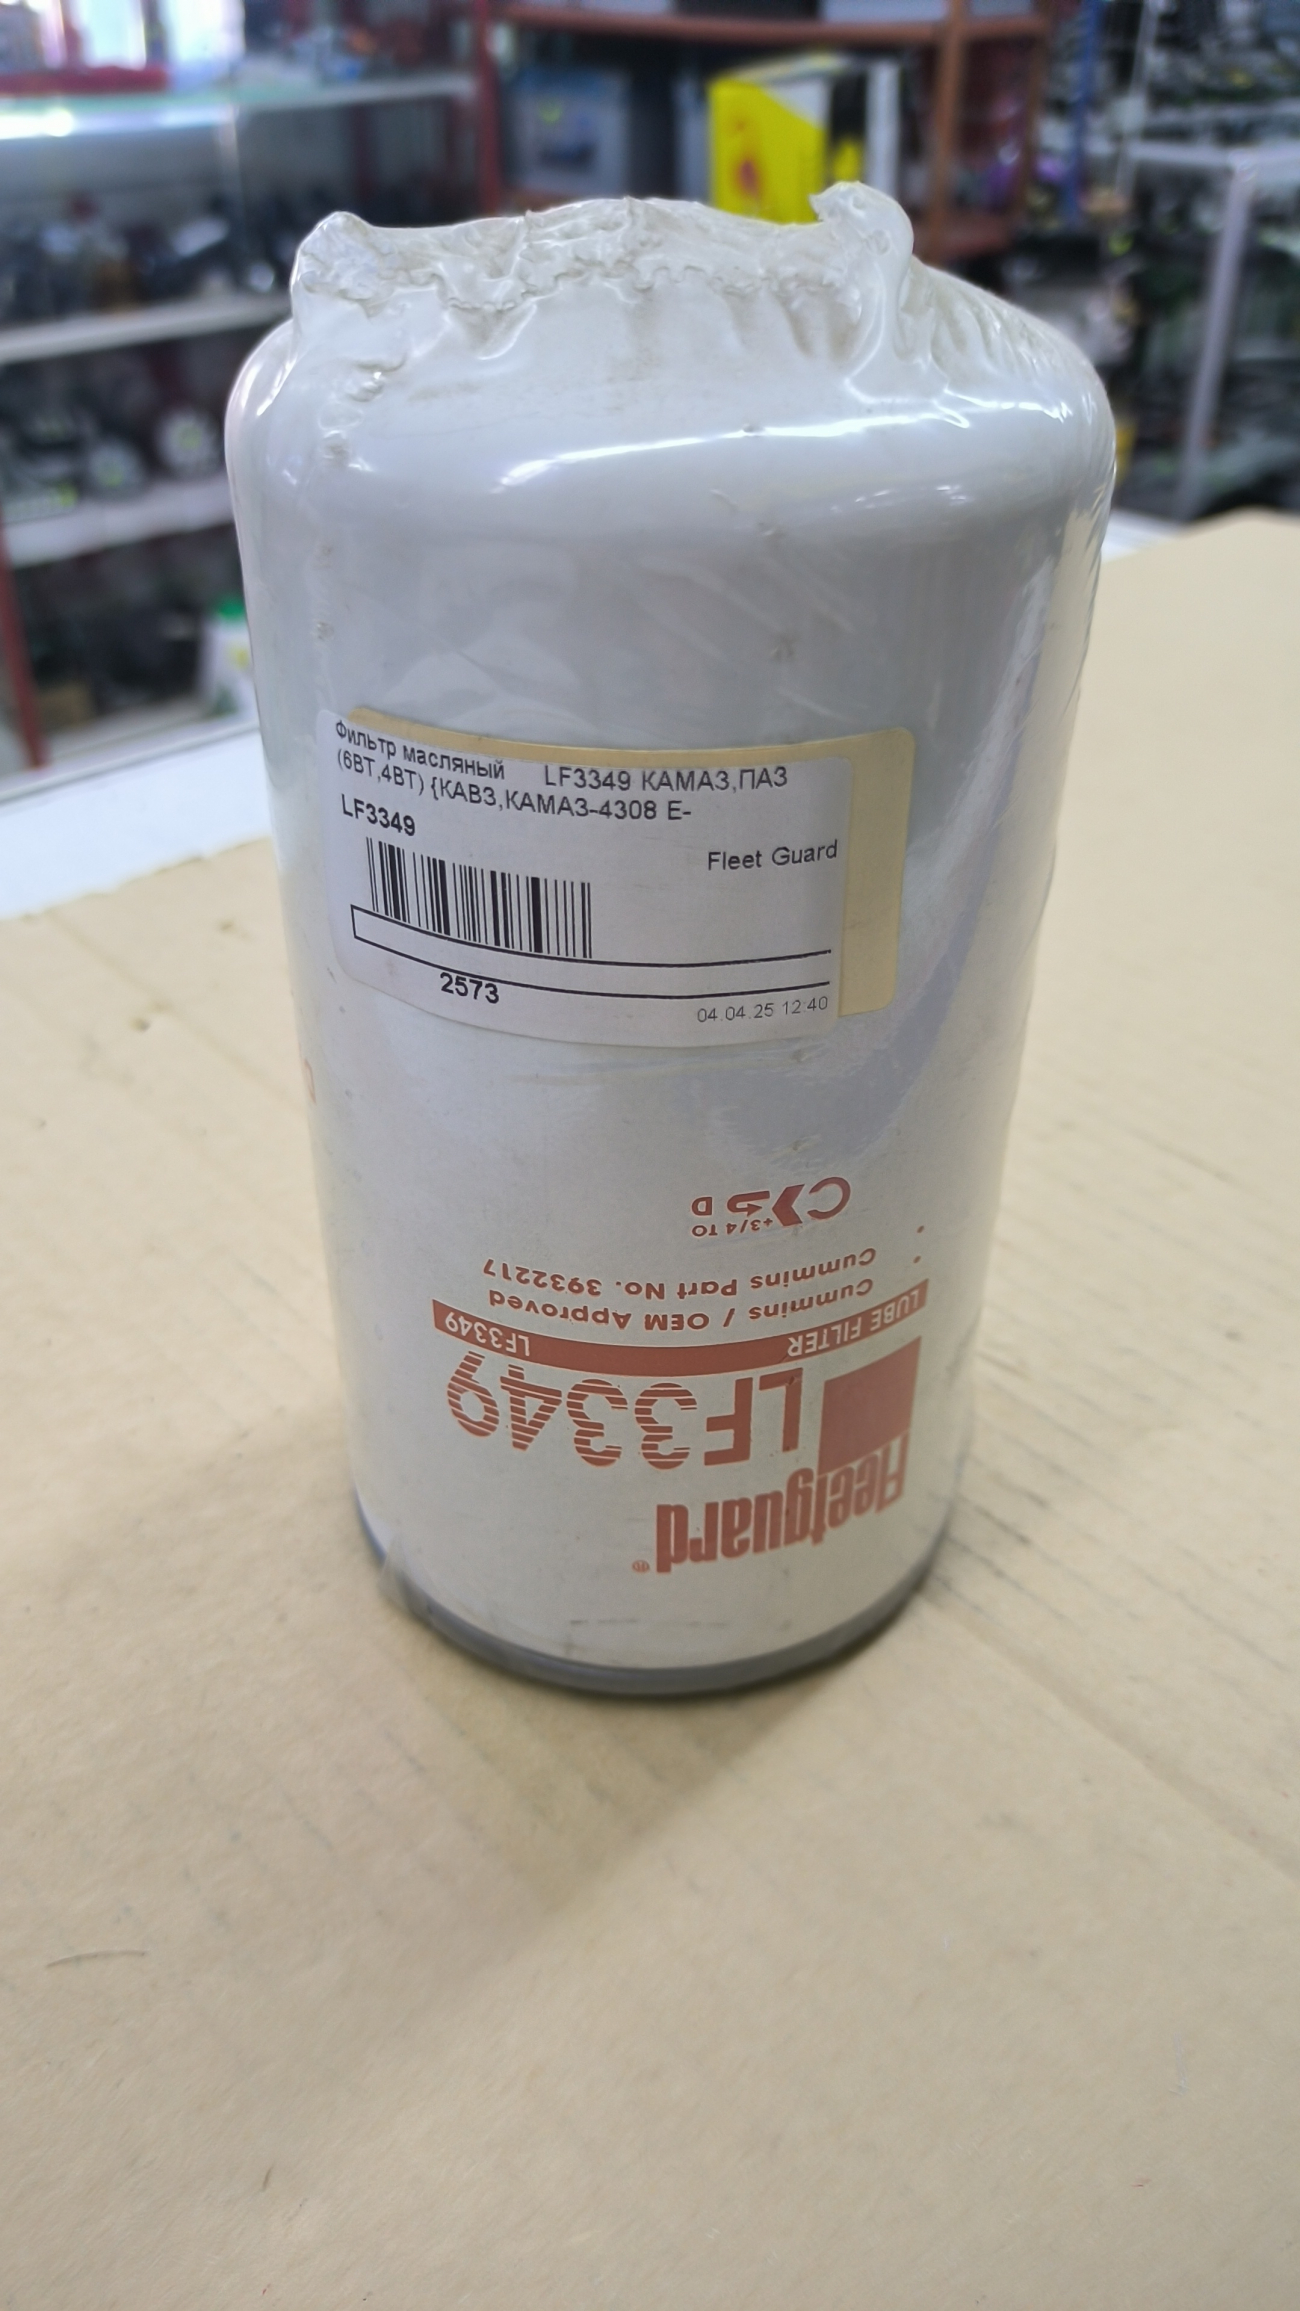 Фильтр масляный LF3349 КАМАЗ,ПАЗ
(6ВТ,4ВТ) {КАВЗ,КАМАЗ-4308 Е-
LF3349
Fleet Guard
2573
04.04.25 12:40
Fleetguard®
LF3349
LUBE FILTER LF3349
Cummins / OEM Approved
Cummins Part No. 3932217
+3/4 TO